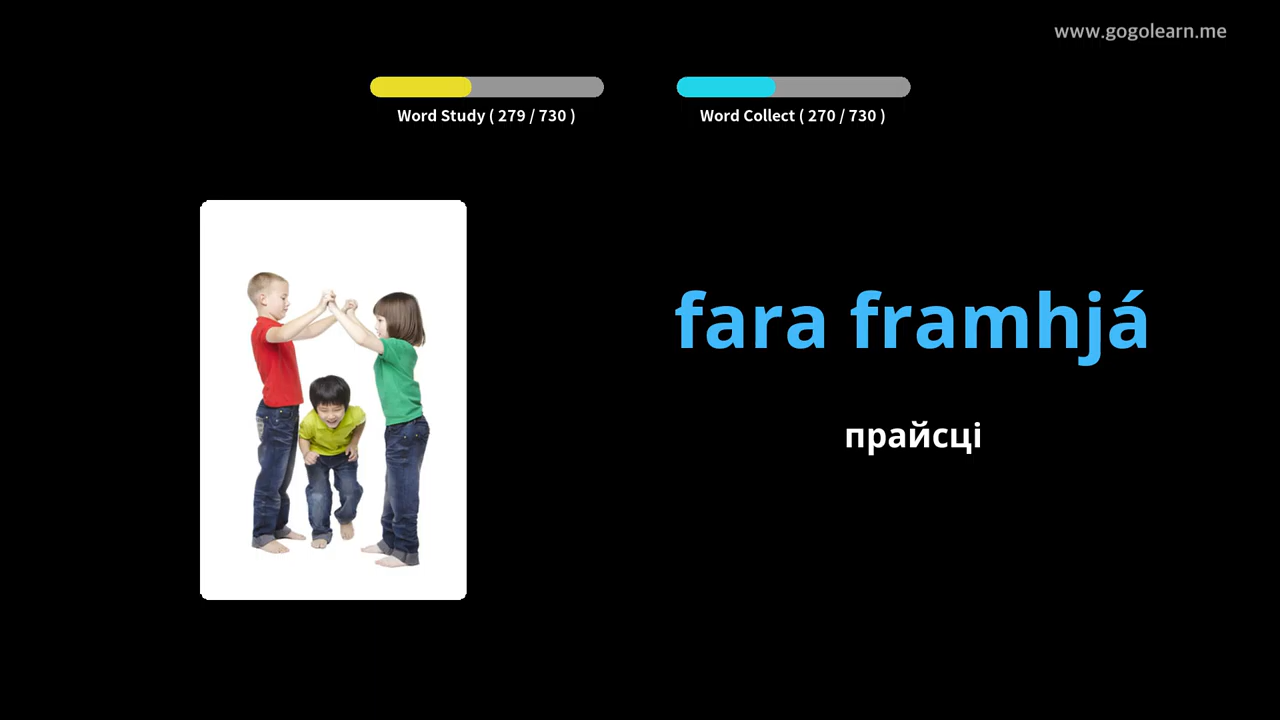 www.gogolearn.me
Word Study ( 279 / 730 )
Word Collect ( 270 / 730 )
fara framhjá
прайсці